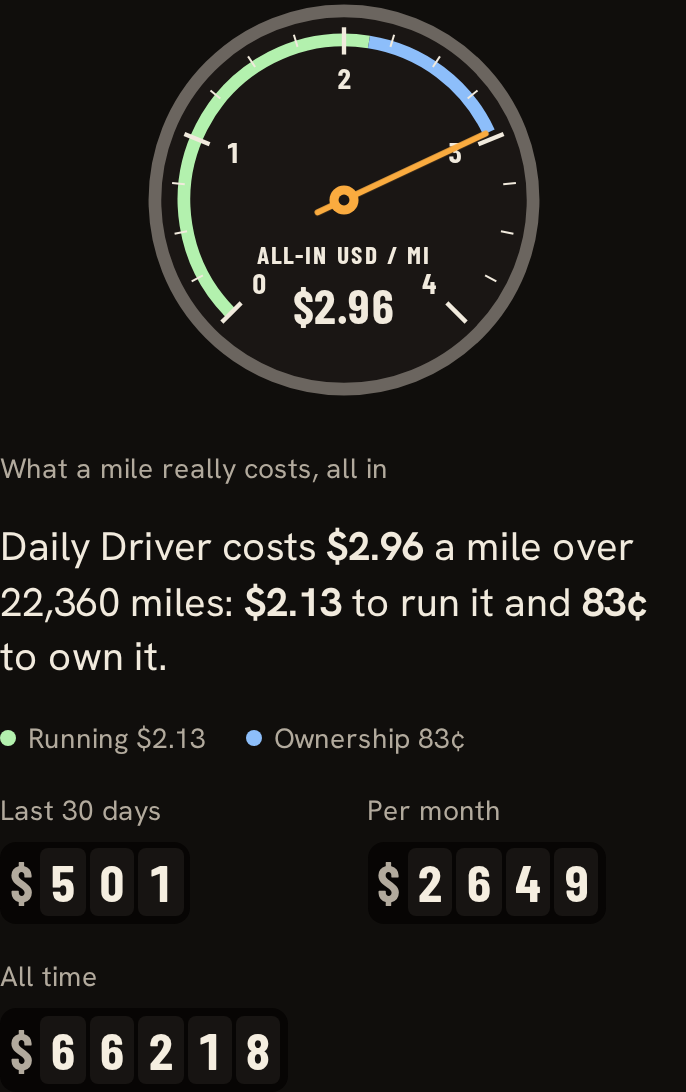 2
1
3
ALL-IN USD / MI
0
4
$2.96
What a mile really costs, all in
Daily Driver costs $2.96 a mile over
22,360 miles: $2.13 to run it and 83¢
to own it.
Running $2.13
Ownership 83¢
Last 30 days
Per month
$501
$2649
All time
$66218